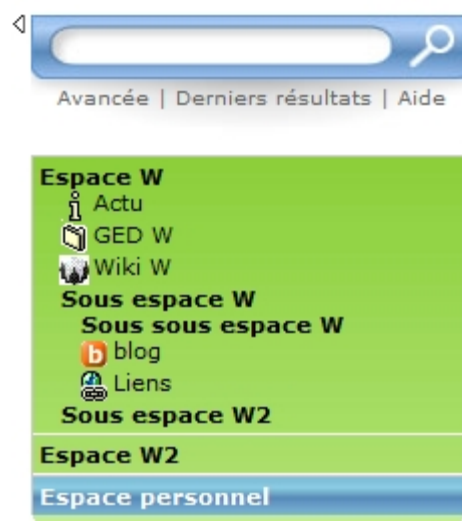 Avancée | Derniers résultats | Aide
Espace W
Actu
GED W
Wiki W
Sous espace W
Sous sous espace W
blog
Liens
Sous espace W2
Espace W2
Espace personnel